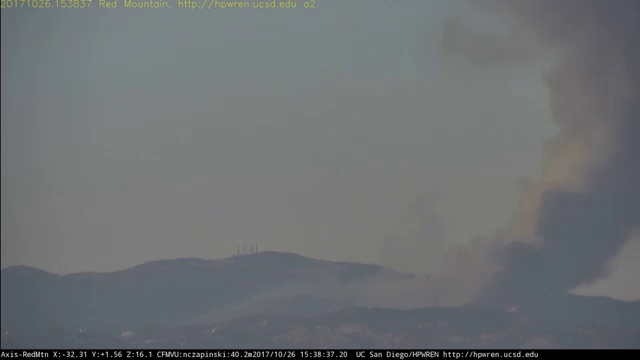 20171026.153837 Red Mountain, http://hpwren.ucsd.edu a2
Axis-RedMtn X:-32.31 Y:+1.56 Z:16.1 CFMVU:nczapinski:40.2m2017/10/26 15:38:37.20 UC San Diego/HPWREN http://hpwren.ucsd.edu